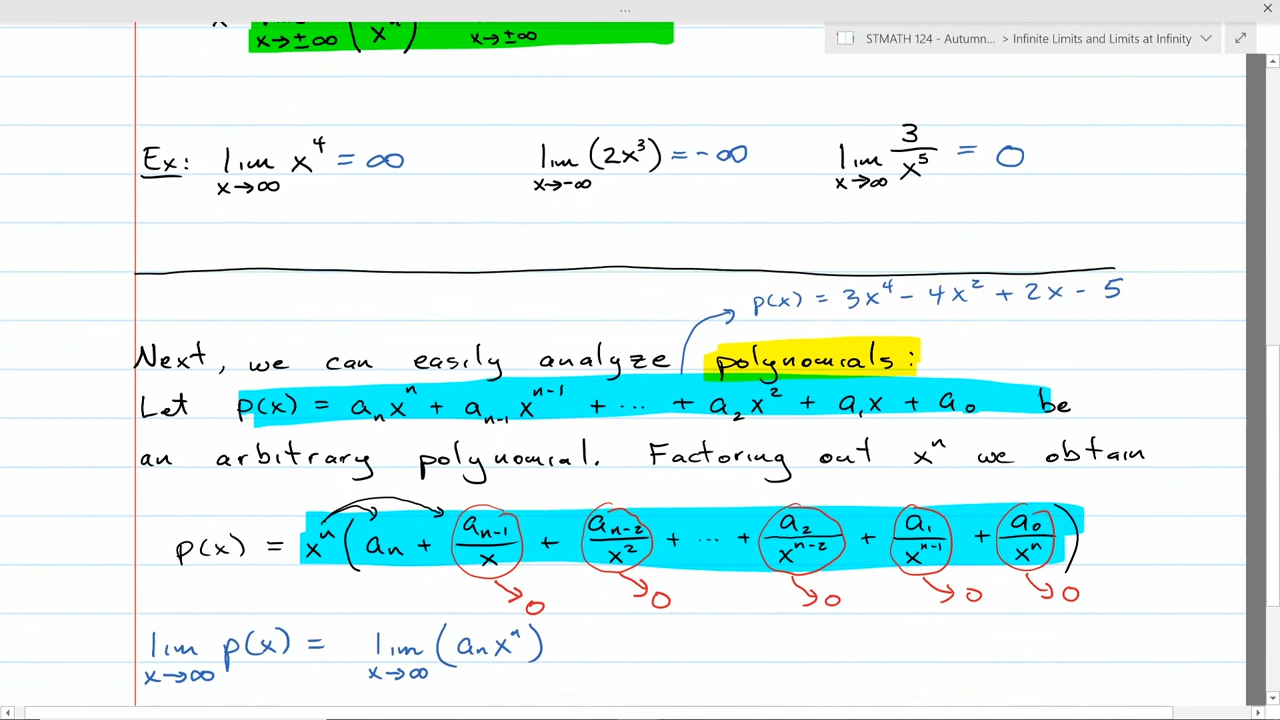 STMATH 124 - Autumn... > Infinite Limits and Limits at Infinity
x→±∞ ( xⁿ ) x→±∞
Ex: lim x→∞ x⁴ = ∞ lim x→-∞ (2x³) = -∞ lim x→∞ 3/x⁵ = 0
p(x) = 3x⁴ - 4x² + 2x - 5
Next, we can easily analyze polynomials:
Let p(x) = aₙxⁿ + aₙ₋₁xⁿ⁻¹ + ... + a₂x² + a₁x + a₀ be
an arbitrary polynomial. Factoring out xⁿ we obtain
p(x) = xⁿ ( aₙ + aₙ₋₁/x + aₙ₋₂/x² + ... + a₂/xⁿ⁻² + a₁/xⁿ⁻¹ + a₀/xⁿ )
→0 →0 →0 →0 →0
lim x→∞ p(x) = lim x→∞ (aₙxⁿ)